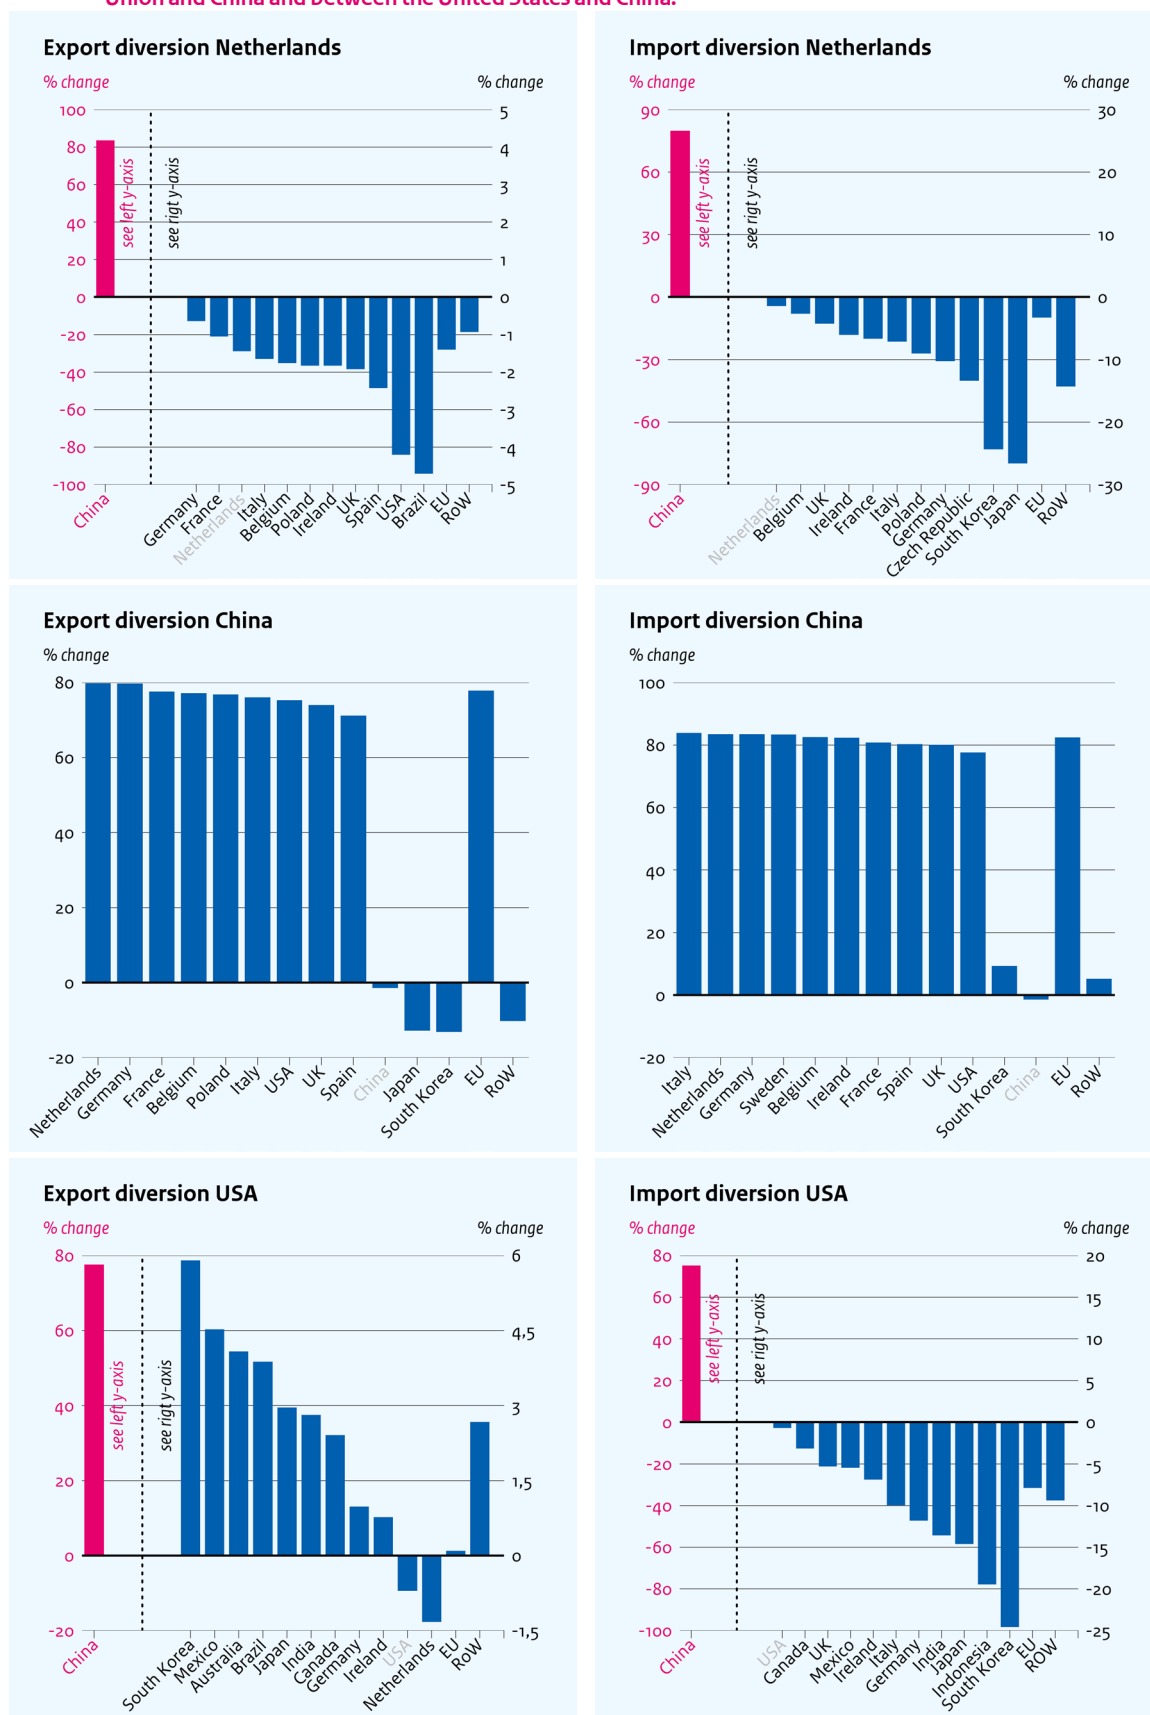 Union and China and between the United States and China.
Export diversion Netherlands
% change
% change
100
80
60
40
20
0
-20
-40
-60
-80
-100
5
4
3
2
1
0
-1
-2
-3
-4
-5
see left y-axis
see rigt y-axis
China
Germany
France
Netherlands
Italy
Belgium
Poland
Ireland
UK
Spain
USA
Brazil
EU
RoW
Import diversion Netherlands
% change
% change
90
60
30
0
-30
-60
-90
30
20
10
0
-10
-20
-30
see left y-axis
see rigt y-axis
China
Netherlands
Belgium
UK
Ireland
France
Italy
Poland
Germany
Czech Republic
South Korea
Japan
EU
RoW
Export diversion China
% change
80
60
40
20
0
-20
Netherlands
Germany
France
Belgium
Poland
Italy
USA
UK
Spain
China
Japan
South Korea
EU
RoW
Import diversion China
% change
100
80
60
40
20
0
-20
Italy
Netherlands
Germany
Sweden
Belgium
Ireland
France
Spain
UK
USA
South Korea
China
EU
RoW
Export diversion USA
% change
% change
80
60
40
20
0
-20
6
4,5
3
1,5
0
-1,5
see left y-axis
see rigt y-axis
China
South Korea
Mexico
Australia
Brazil
Japan
India
Canada
Germany
Ireland
USA
Netherlands
EU
RoW
Import diversion USA
% change
% change
80
60
40
20
0
-20
-40
-60
-80
-100
20
15
10
5
0
-5
-10
-15
-20
-25
see left y-axis
see rigt y-axis
China
USA
Canada
UK
Mexico
Ireland
Italy
Germany
India
Japan
Indonesia
South Korea
EU
ROW